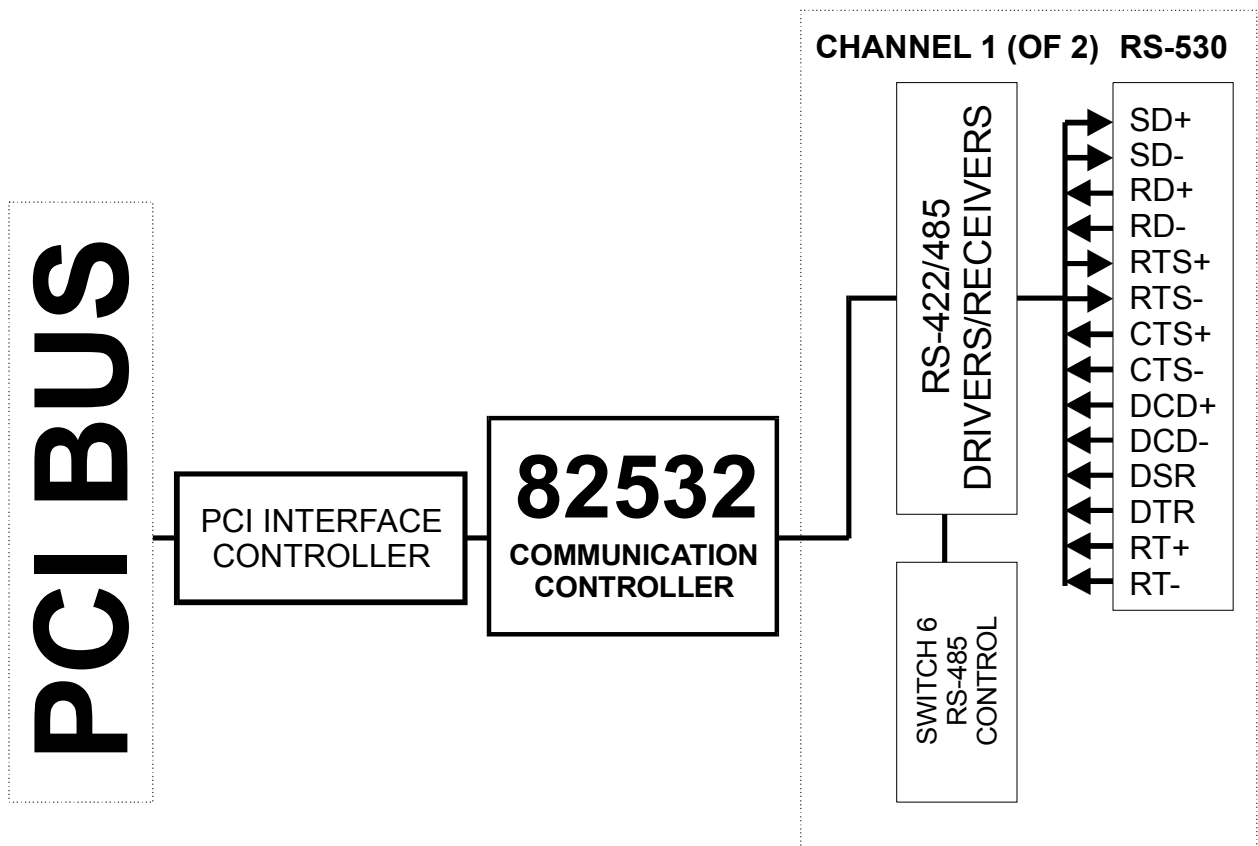 CHANNEL 1 (OF 2) RS-530
PCI BUS
PCI INTERFACE
CONTROLLER
82532
COMMUNICATION
CONTROLLER
RS-422/485
DRIVERS/RECEIVERS
SWITCH 6
RS-485
CONTROL
SD+
SD-
RD+
RD-
RTS+
RTS-
CTS+
CTS-
DCD+
DCD-
DSR
DTR
RT+
RT-